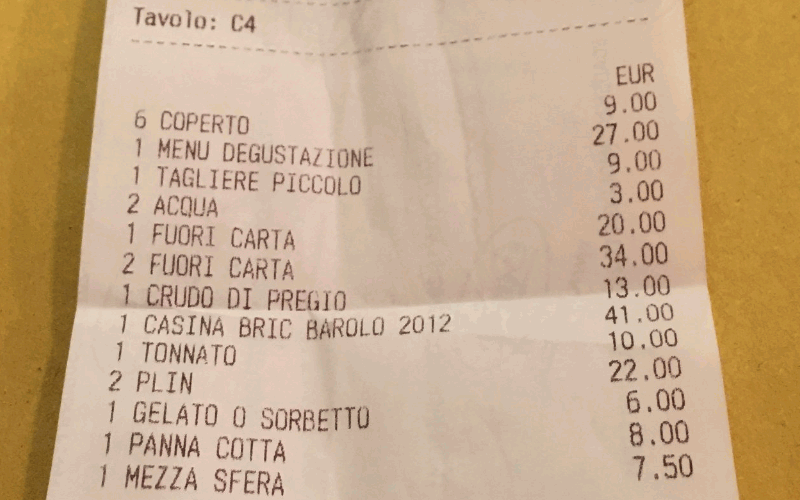 Tavolo: C4
EUR
6 COPERTO 9.00
1 MENU DEGUSTAZIONE 27.00
1 TAGLIERE PICCOLO 9.00
2 ACQUA 3.00
1 FUORI CARTA 20.00
2 FUORI CARTA 34.00
1 CRUDO DI PREGIO 13.00
1 CASINA BRIC BAROLO 2012 41.00
1 TONNATO 10.00
2 PLIN 22.00
1 GELATO O SORBETTO 6.00
1 PANNA COTTA 8.00
1 MEZZA SFERA 7.50